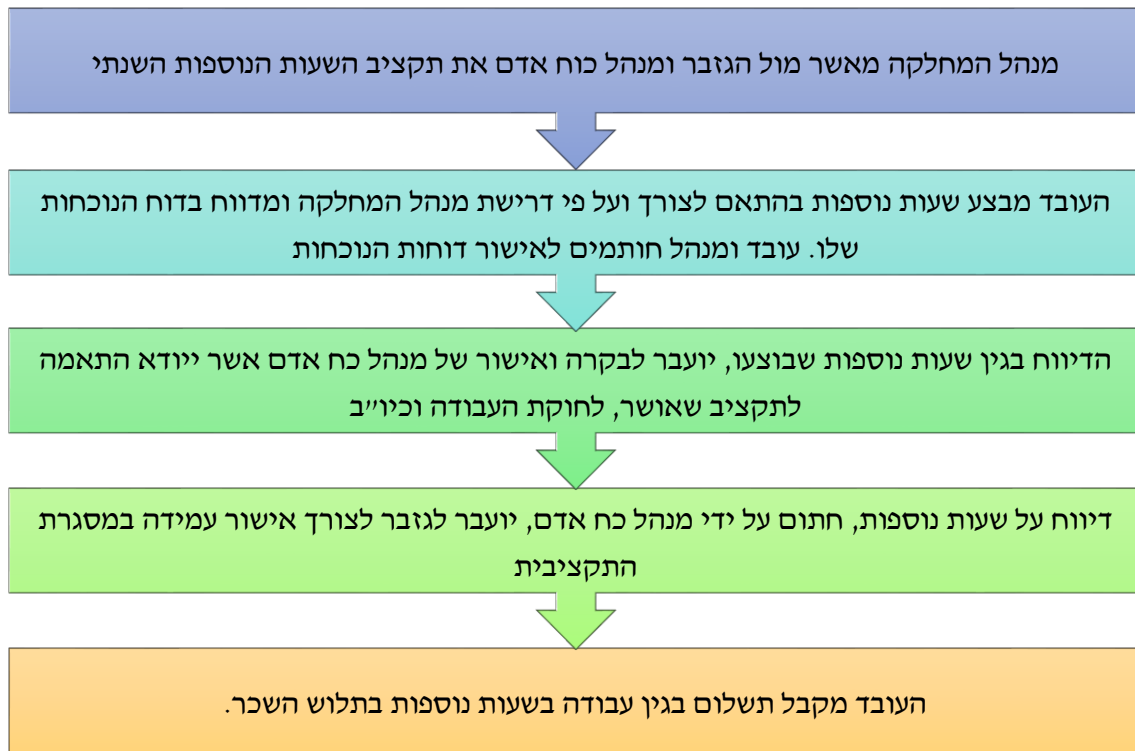 מנהל המחלקה מאשר מול הגזבר ומנהל כוח אדם את תקציב השעות הנוספות השנתי
העובד מבצע שעות נוספות בהתאם לצורך ועל פי דרישת מנהל המחלקה ומדווח בדוח הנוכחות
שלו. עובד ומנהל חותמים לאישור דוחות הנוכחות
הדיווח בגין שעות נוספות שבוצעו, יועבר לבקרה ואישור של מנהל כח אדם אשר ייודא התאמה
לתקציב שאושר, לחוקת העבודה וכיו״ב
דיווח על שעות נוספות, חתום על ידי מנהל כח אדם, יועבר לגזבר לצורך אישור עמידה במסגרת
התקציבית
העובד מקבל תשלום בגין עבודה בשעות נוספות בתלוש השכר.